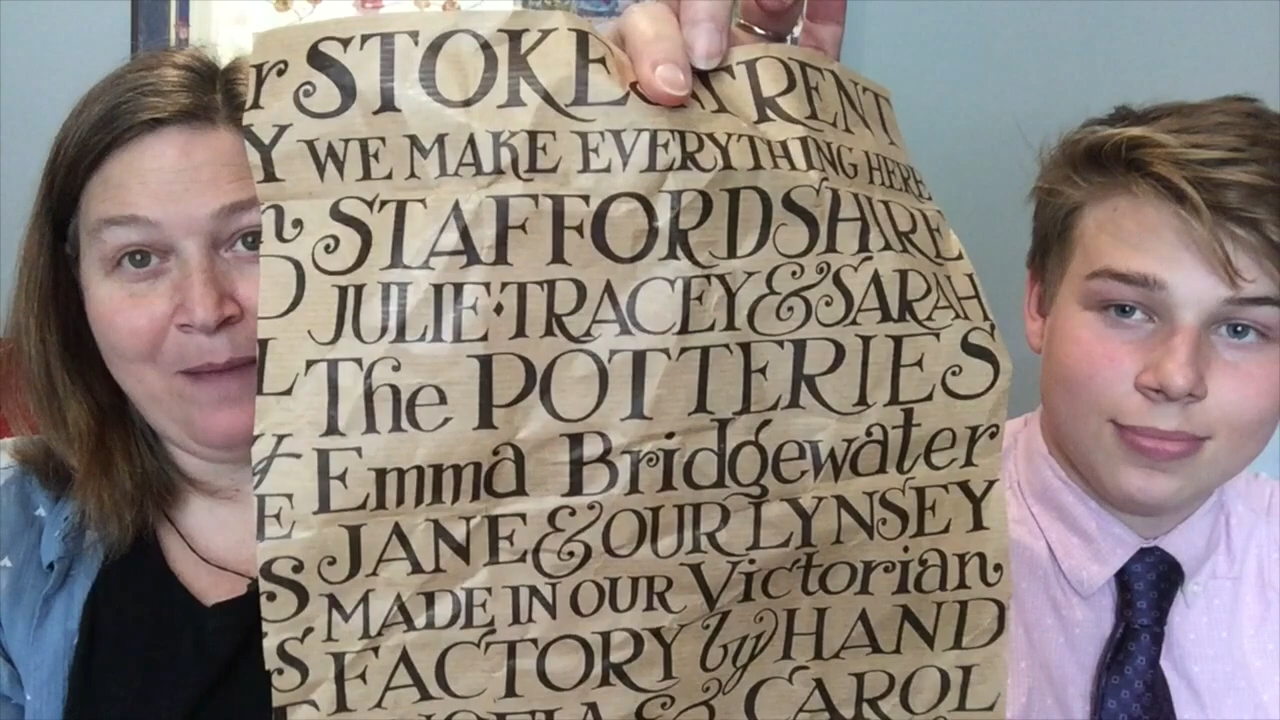 r STOKE ON TRENT
Y WE MAKE EVERYTHING HERE
n STAFFORDSHIRE
D JULIE·TRACEY & SARAH
L The POTTERIES
y Emma Bridgewater
E JANE & OUR LYNSEY
S MADE IN OUR Victorian
S FACTORY by HAND
& CAROL